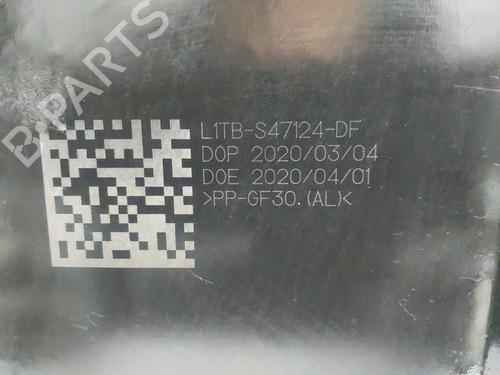 B-PARTS
L1TB-S47124-DF
DOP 2020/03/04
DOE 2020/04/01
>PP-GF30.(AL)<